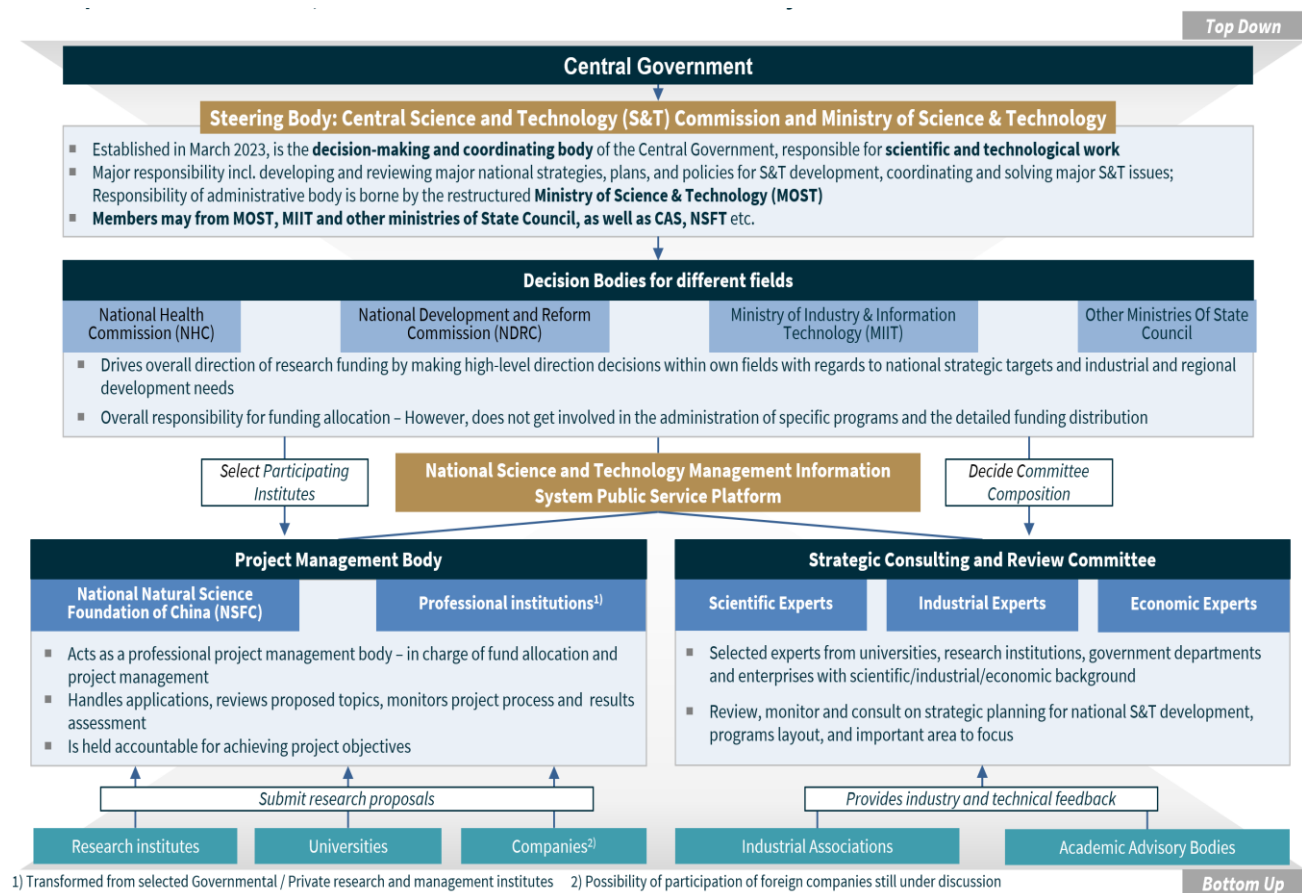 Top Down
Central Government
Steering Body: Central Science and Technology (S&T) Commission and Ministry of Science & Technology
▪ Established in March 2023, is the decision-making and coordinating body of the Central Government, responsible for scientific and technological work
▪ Major responsibility incl. developing and reviewing major national strategies, plans, and policies for S&T development, coordinating and solving major S&T issues;
Responsibility of administrative body is borne by the restructured Ministry of Science & Technology (MOST)
▪ Members may from MOST, MIIT and other ministries of State Council, as well as CAS, NSFT etc.
Decision Bodies for different fields
National Health
Commission (NHC)
National Development and Reform
Commission (NDRC)
Ministry of Industry & Information
Technology (MIIT)
Other Ministries Of State
Council
▪ Drives overall direction of research funding by making high-level direction decisions within own fields with regards to national strategic targets and industrial and regional
development needs
▪ Overall responsibility for funding allocation – However, does not get involved in the administration of specific programs and the detailed funding distribution
Select Participating
Institutes
National Science and Technology Management Information
System Public Service Platform
Decide Committee
Composition
Project Management Body
National Natural Science
Foundation of China (NSFC)
Professional institutions1)
▪ Acts as a professional project management body – in charge of fund allocation and
project management
▪ Handles applications, reviews proposed topics, monitors project process and results
assessment
▪ Is held accountable for achieving project objectives
Strategic Consulting and Review Committee
Scientific Experts
Industrial Experts
Economic Experts
▪ Selected experts from universities, research institutions, government departments
and enterprises with scientific/industrial/economic background
▪ Review, monitor and consult on strategic planning for national S&T development,
programs layout, and important area to focus
Submit research proposals
Provides industry and technical feedback
Research institutes
Universities
Companies2)
Industrial Associations
Academic Advisory Bodies
1) Transformed from selected Governmental / Private research and management institutes 2) Possibility of participation of foreign companies still under discussion
Bottom Up